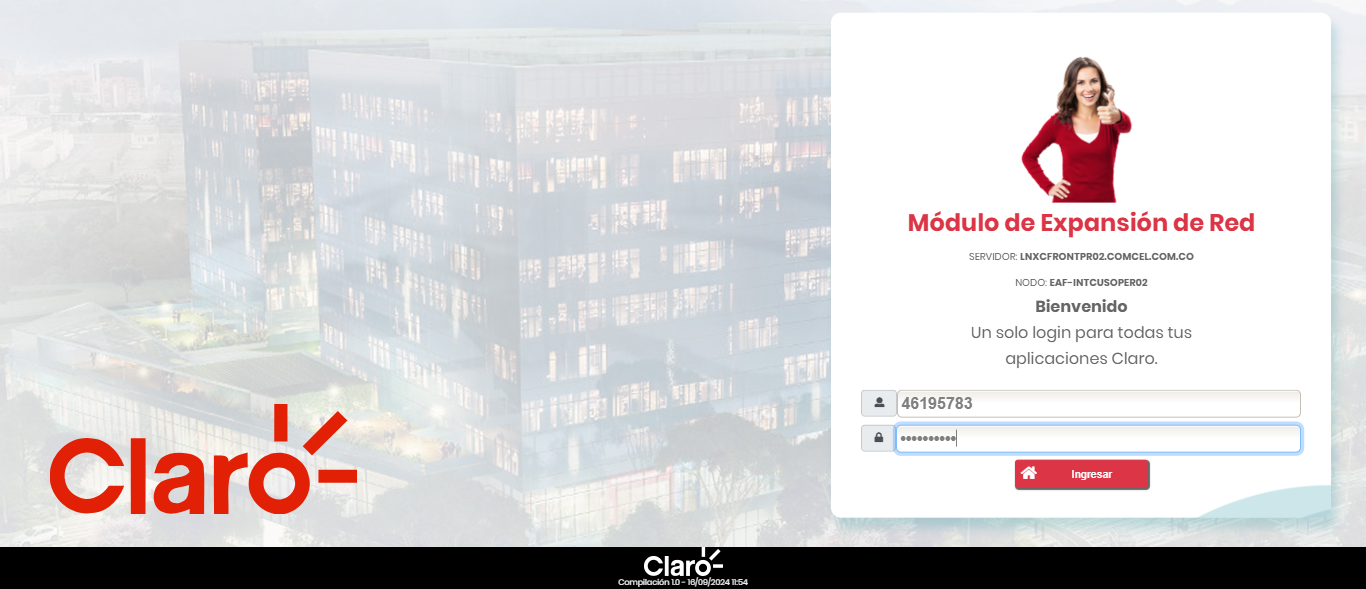 Módulo de Expansión de Red
SERVIDOR: LNXCFRONTPR02.COMCEL.COM.CO
NODO: EAF-INTCUSOPER02
Bienvenido
Un solo login para todas tus
aplicaciones Claro.
46195783
••••••••••
Ingresar
Claro
Claro
Compilación 1.0 - 16/09/2024 11:54